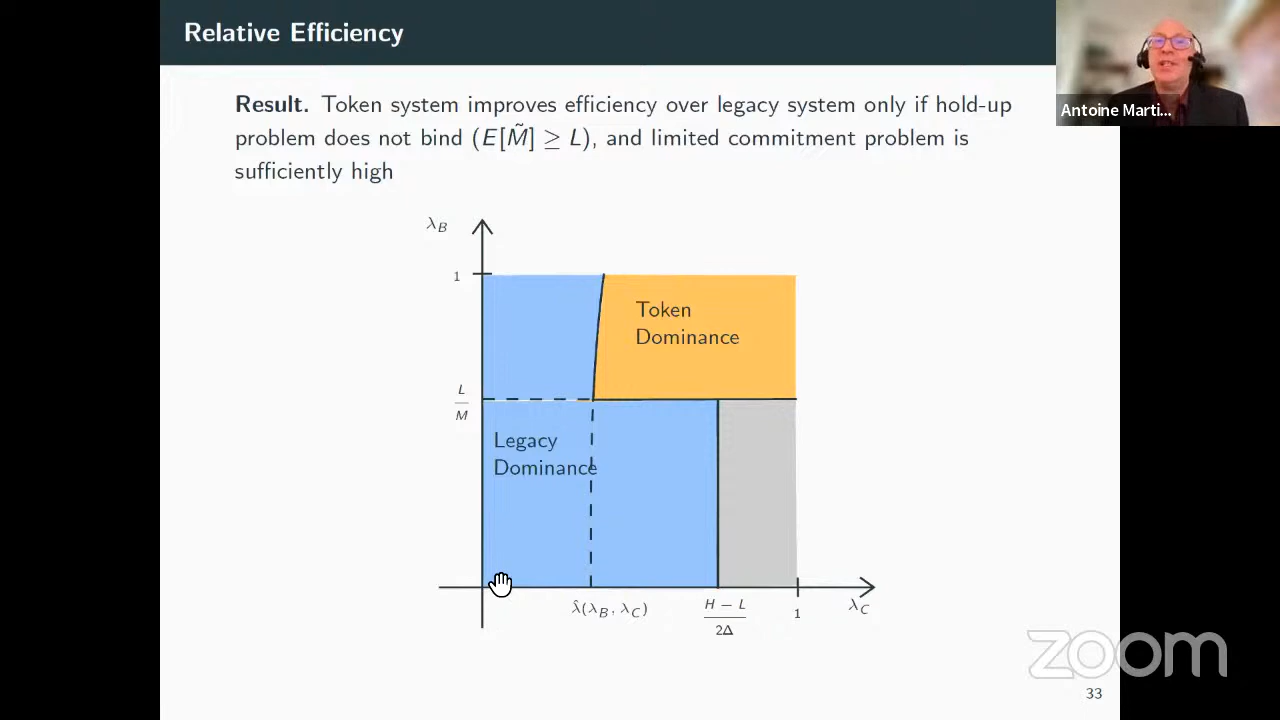 Relative Efficiency
Result. Token system improves efficiency over legacy system only if hold-up
problem does not bind (E[M̃] ≥ L), and limited commitment problem is
sufficiently high
Antoine Marti...
λ_B
1
Token
Dominance
L
M
Legacy
Dominance
λ̂(λ_B, λ_C)
H − L
2Δ
1
λ_C
zoom
33